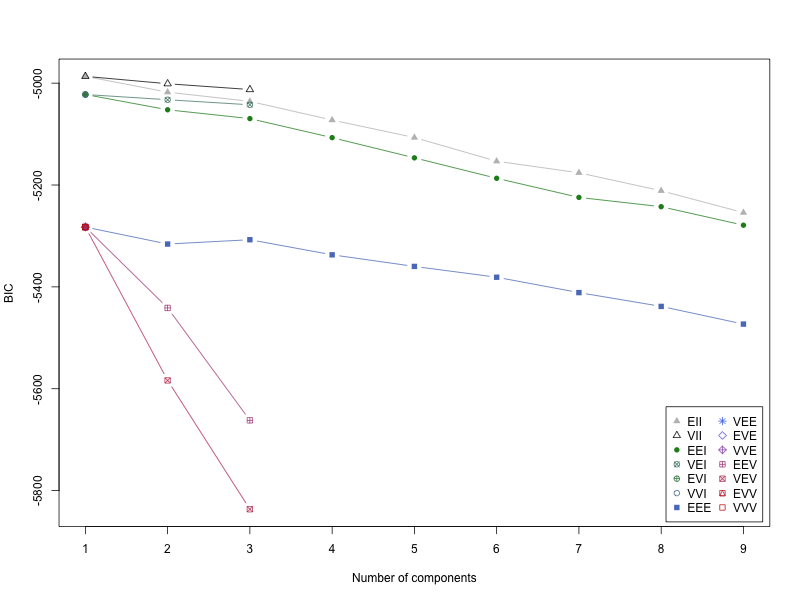 -5000
-5200
-5400
-5600
-5800
BIC
1 2 3 4 5 6 7 8 9
Number of components
EII VEE
VII EVE
EEI VVE
VEI EEV
EVI VEV
VVI EVV
EEE VVV